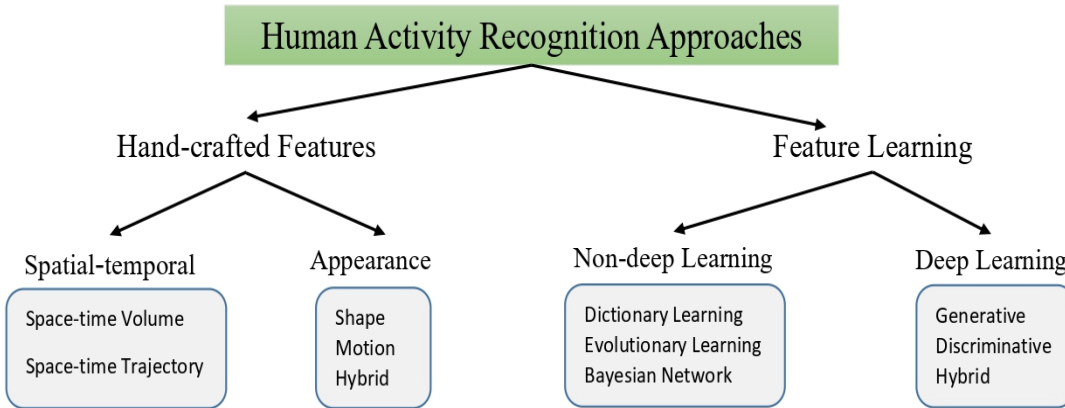 Human Activity Recognition Approaches
Hand-crafted Features
Feature Learning
Spatial-temporal
Appearance
Non-deep Learning
Deep Learning
Space-time Volume
Space-time Trajectory
Shape
Motion
Hybrid
Dictionary Learning
Evolutionary Learning
Bayesian Network
Generative
Discriminative
Hybrid